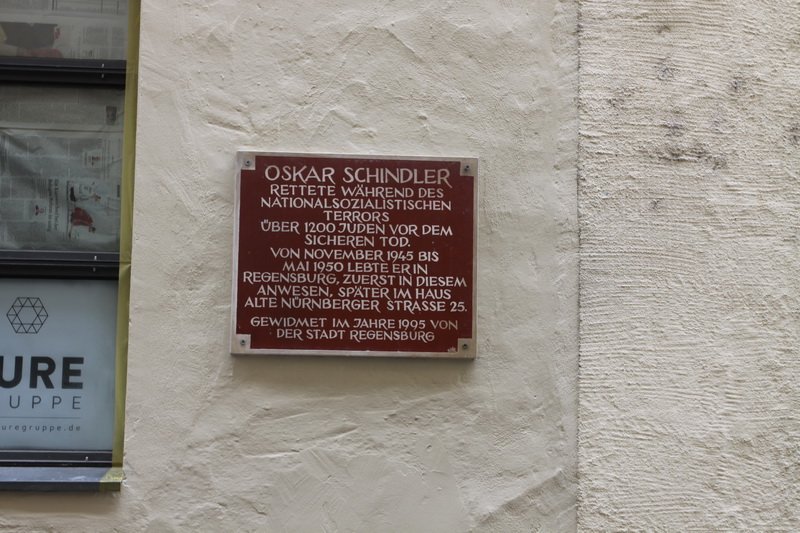 OSKAR SCHINDLER
RETTETE WÄHREND DES
NATIONALSOZIALISTISCHEN
TERRORS
ÜBER 1200 JUDEN VOR DEM
SICHEREN TOD.
VON NOVEMBER 1945 BIS
MAI 1950 LEBTE ER IN
REGENSBURG, ZUERST IN DIESEM
ANWESEN, SPÄTER IM HAUS
ALTE NÜRNBERGER STRASSE 25.
GEWIDMET IM JAHRE 1995 VON
DER STADT REGENSBURG
URE
UPPE
uregruppe.de